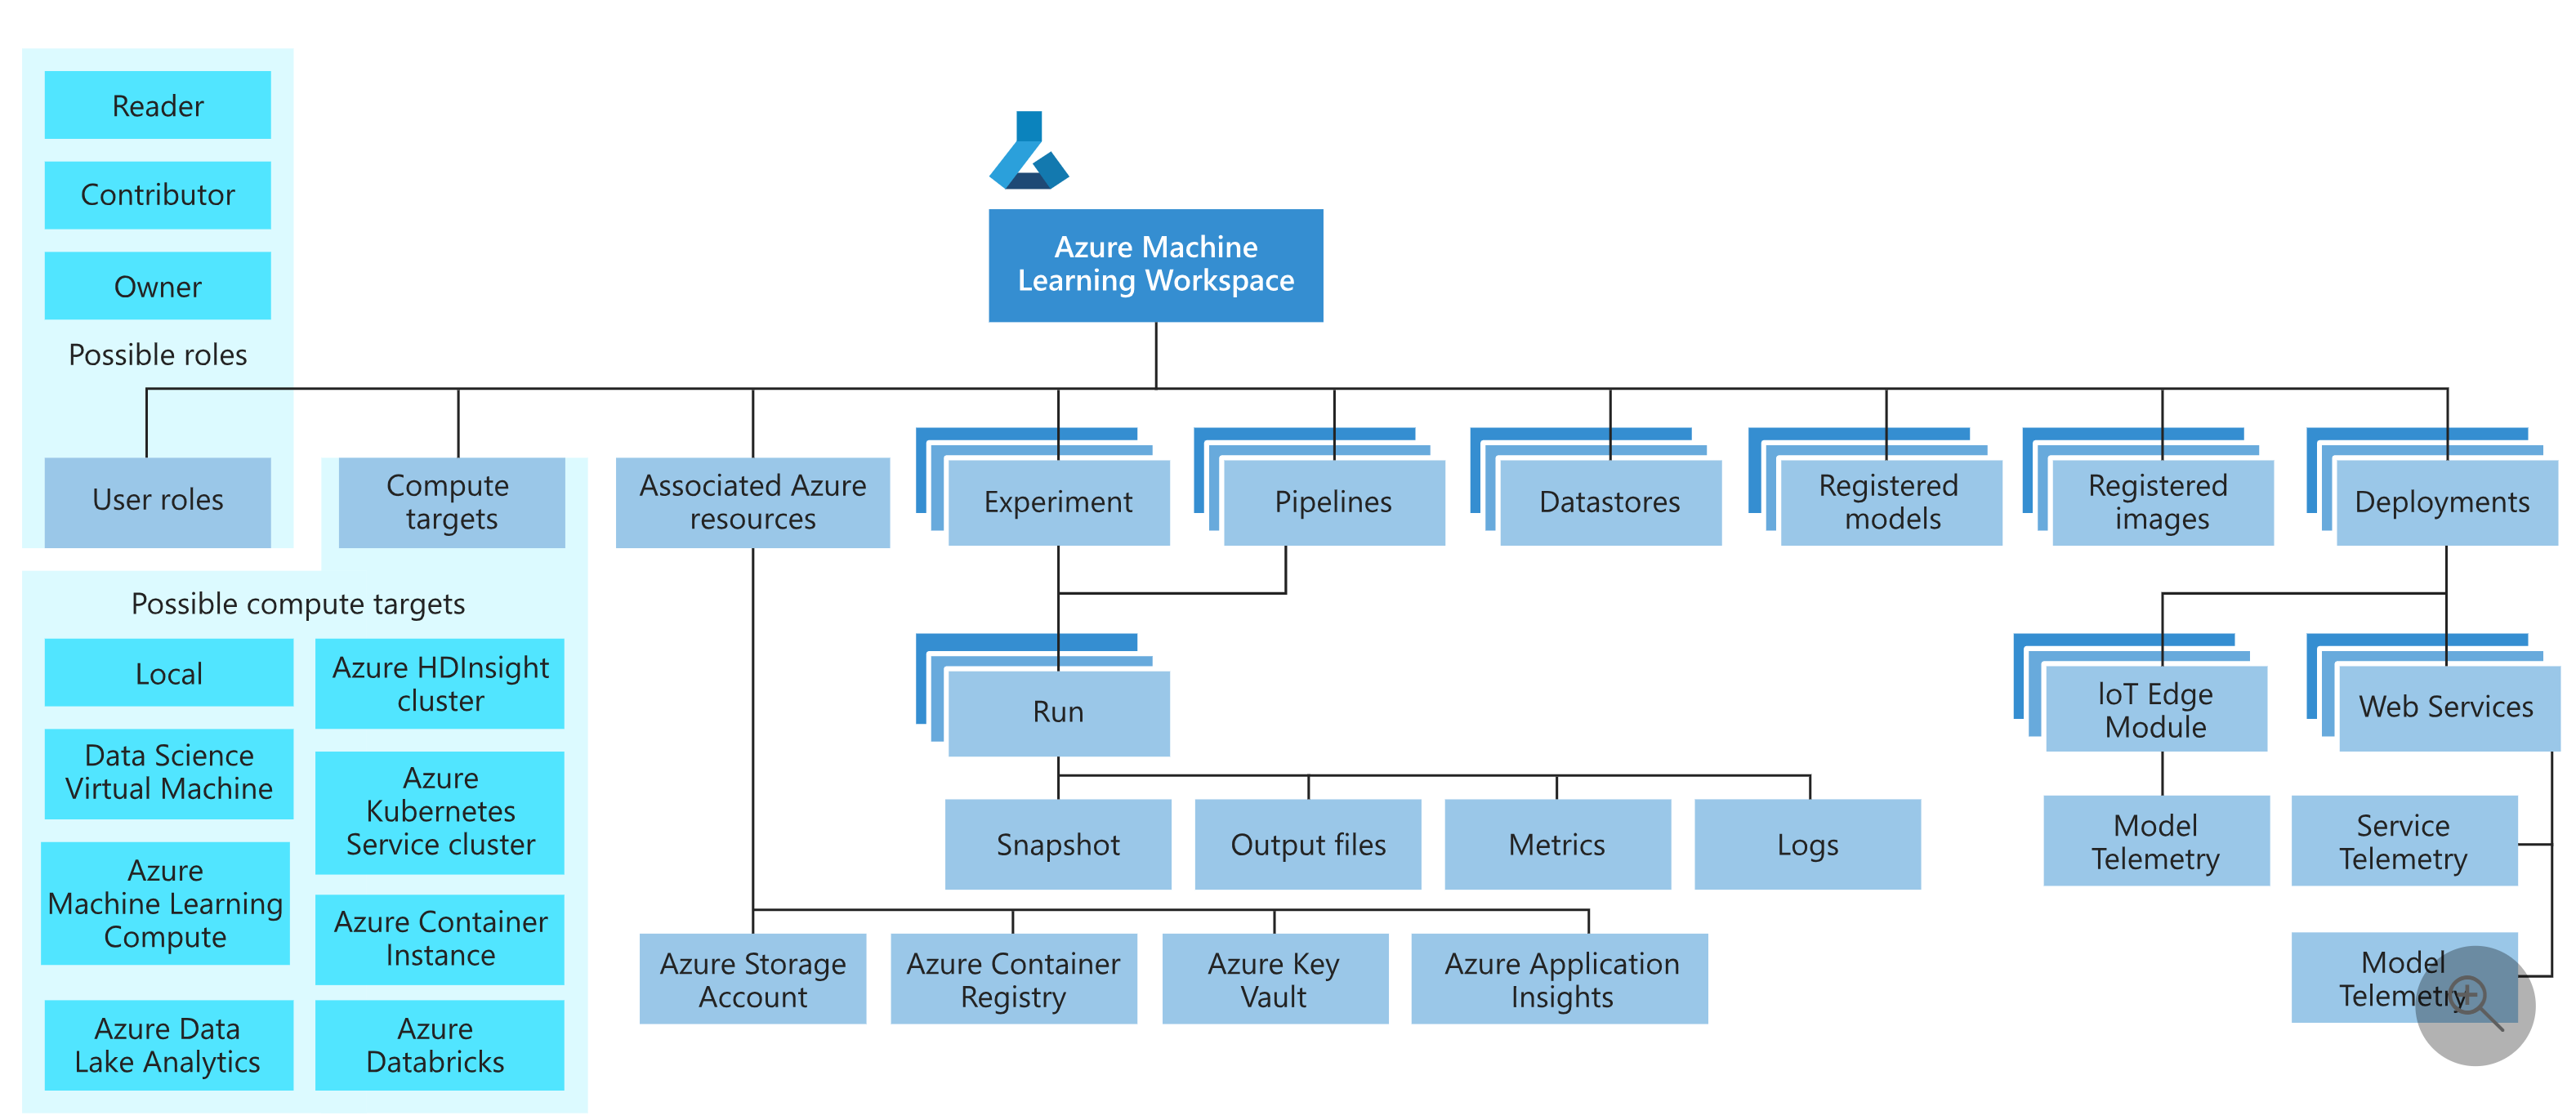 Reader
Contributor
Owner
Possible roles
Azure Machine
Learning Workspace
User roles
Compute
targets
Associated Azure
resources
Experiment
Pipelines
Datastores
Registered
models
Registered
images
Deployments
Possible compute targets
Local
Azure HDInsight
cluster
Data Science
Virtual Machine
Azure
Kubernetes
Service cluster
Azure
Machine Learning
Compute
Azure Container
Instance
Azure Data
Lake Analytics
Azure
Databricks
Run
IoT Edge
Module
Web Services
Snapshot
Output files
Metrics
Logs
Model
Telemetry
Service
Telemetry
Azure Storage
Account
Azure Container
Registry
Azure Key
Vault
Azure Application
Insights
Model
Telemetry